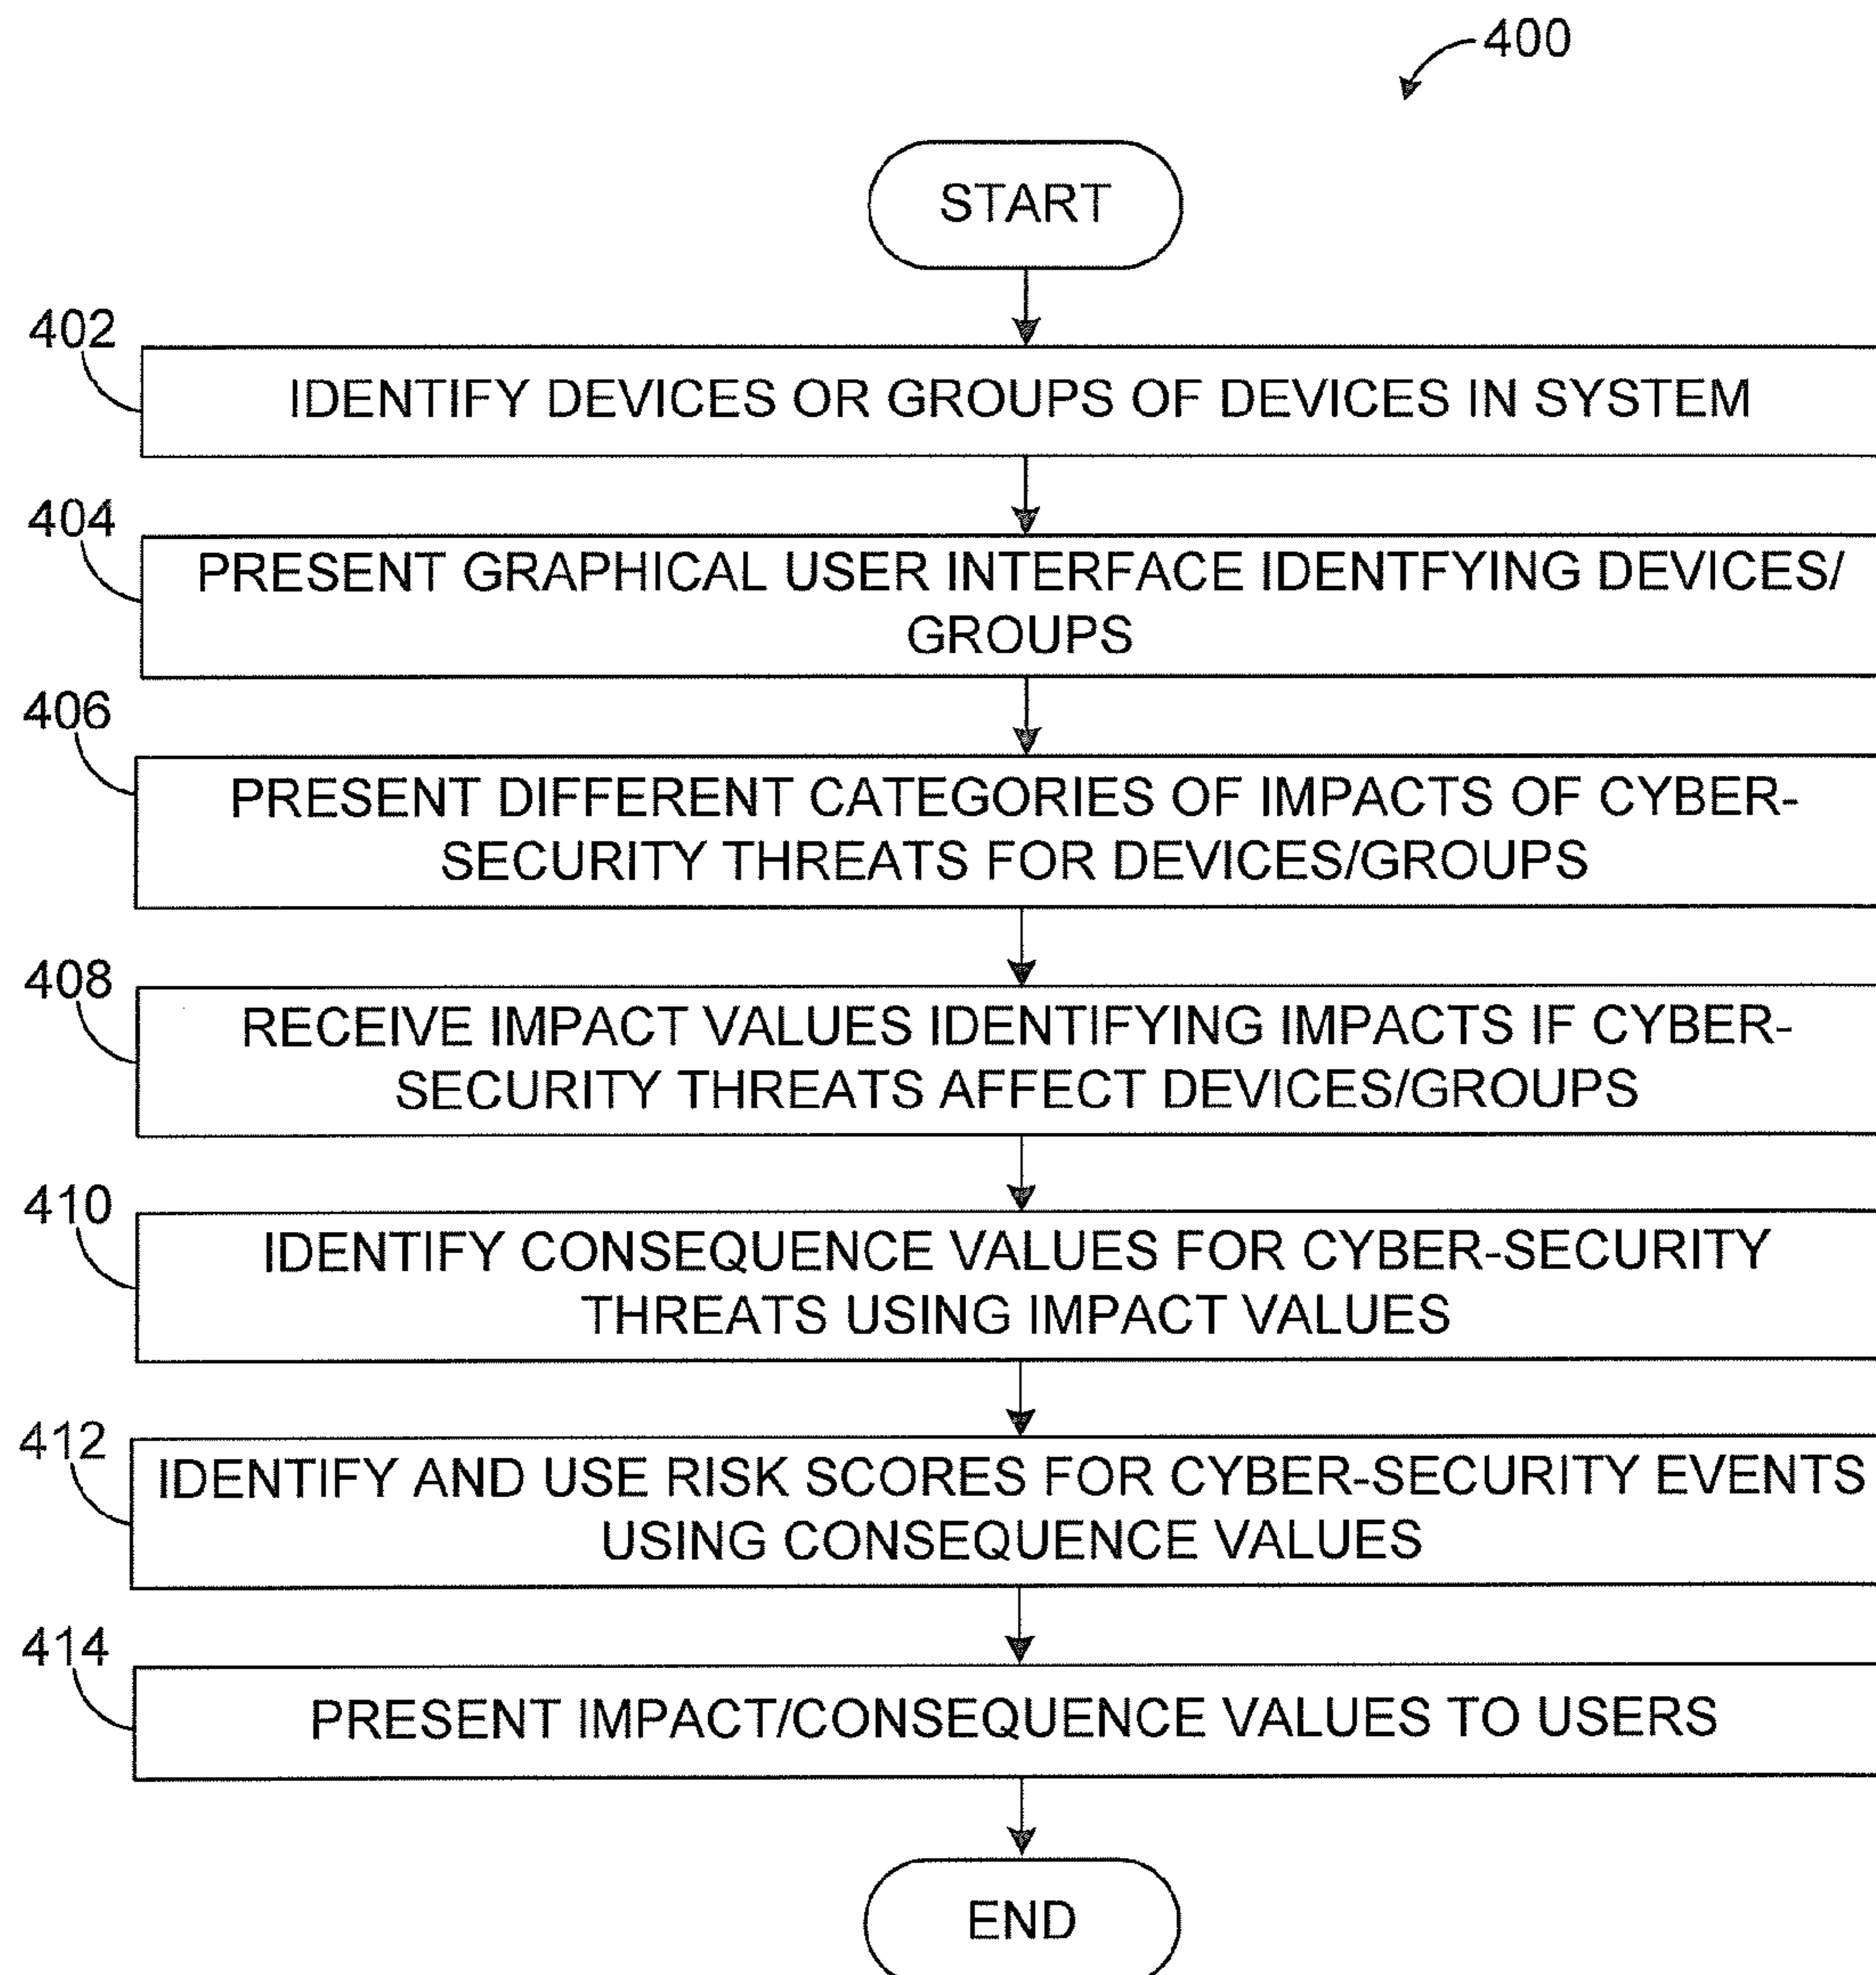 400
START
402
IDENTIFY DEVICES OR GROUPS OF DEVICES IN SYSTEM
404
PRESENT GRAPHICAL USER INTERFACE IDENTFYING DEVICES/
GROUPS
406
PRESENT DIFFERENT CATEGORIES OF IMPACTS OF CYBER-
SECURITY THREATS FOR DEVICES/GROUPS
408
RECEIVE IMPACT VALUES IDENTIFYING IMPACTS IF CYBER-
SECURITY THREATS AFFECT DEVICES/GROUPS
410
IDENTIFY CONSEQUENCE VALUES FOR CYBER-SECURITY
THREATS USING IMPACT VALUES
412
IDENTIFY AND USE RISK SCORES FOR CYBER-SECURITY EVENTS
USING CONSEQUENCE VALUES
414
PRESENT IMPACT/CONSEQUENCE VALUES TO USERS
END